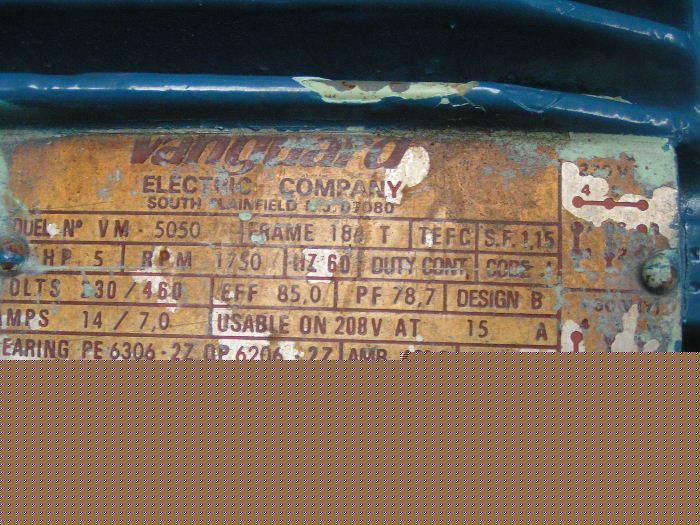 Vanguard
ELECTRIC COMPANY
SOUTH PLAINFIELD N.J. 07080
MODEL Nº VM - 5050 FRAME 184 T TEFC S.F. 1,15
HP 5 RPM 1750 HZ 60 DUTY CONT. CODE
VOLTS 230/460 EFF 85,0 PF 78,7 DESIGN B
AMPS 14/7,0 USABLE ON 208V AT 15 A
BEARING PE 6306-2Z OP 6206-2Z AMB
4